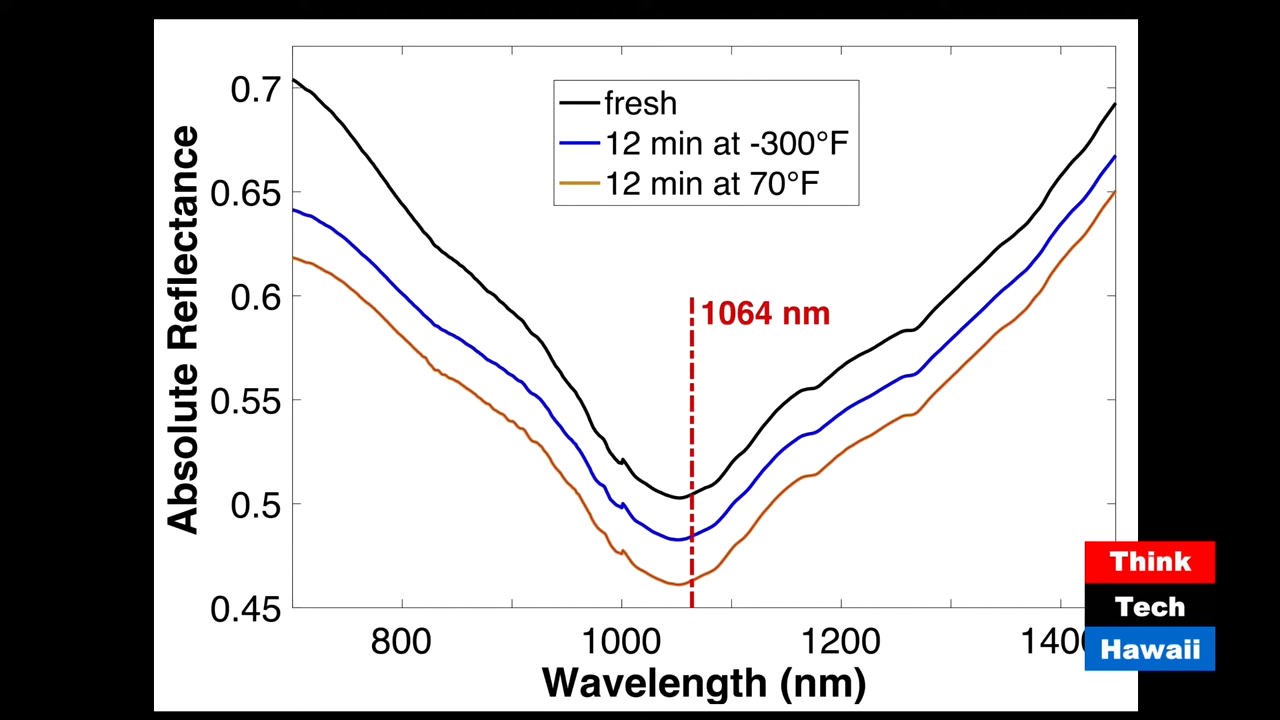 fresh
12 min at -300°F
12 min at 70°F
1064 nm
0.7
0.65
0.6
0.55
0.5
0.45
Absolute Reflectance
800
1000
1200
Wavelength (nm)
Think
Tech
Hawaii